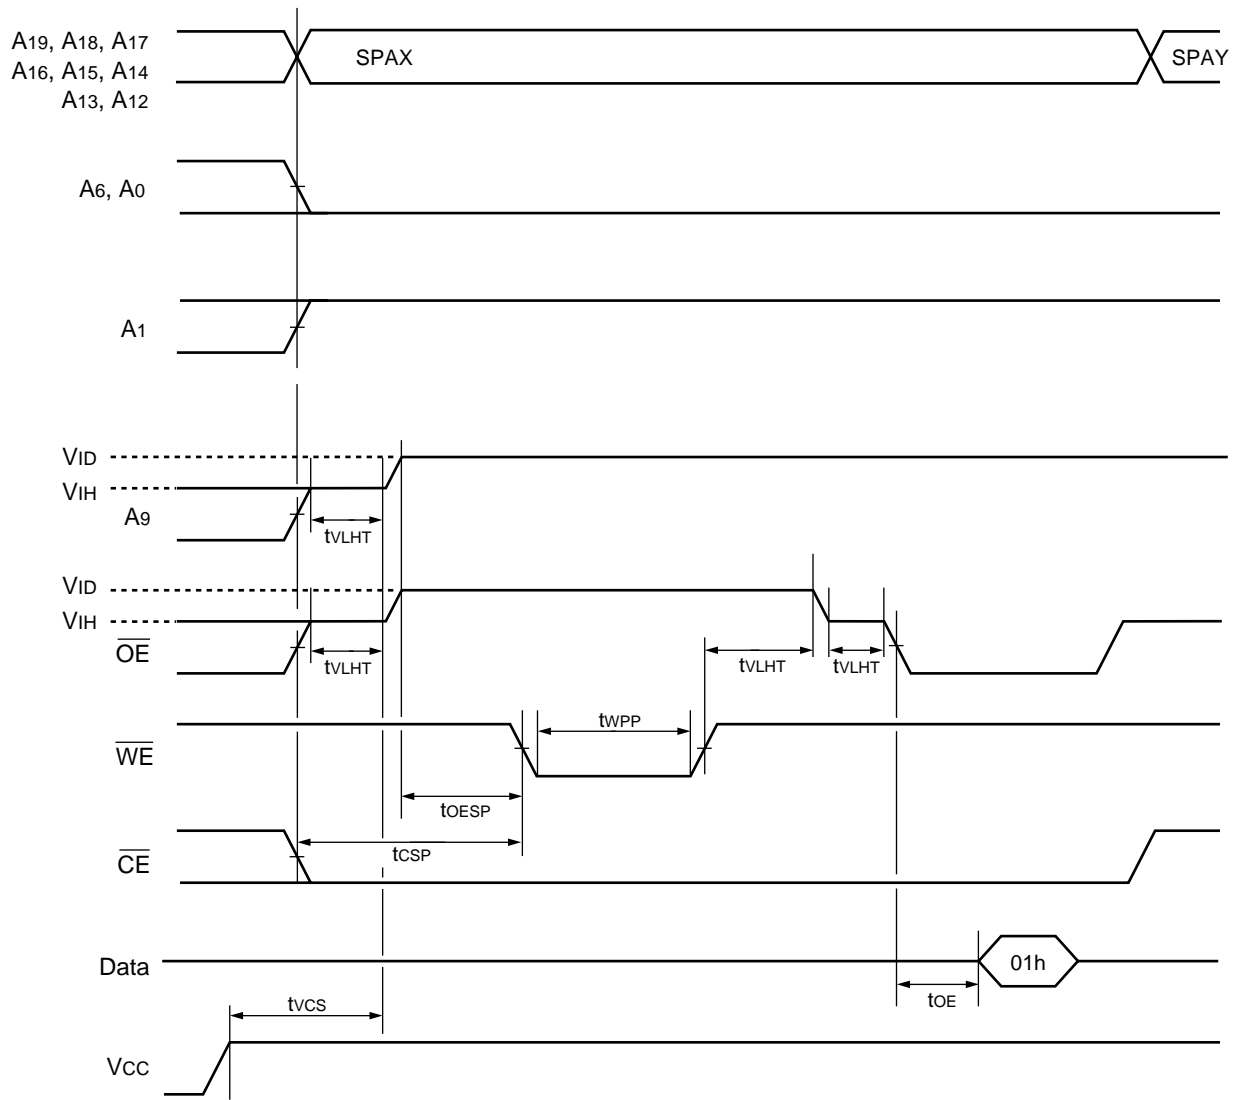 A19, A18, A17
A16, A15, A14
A13, A12
SPAX
SPAY
A6, A0
A1
VID
VIH
A9
tVLHT
VID
VIH
OE
tVLHT
tVLHT
tVLHT
WE
tWPP
tOESP
tCSP
CE
Data
01h
tOE
tVCS
VCC